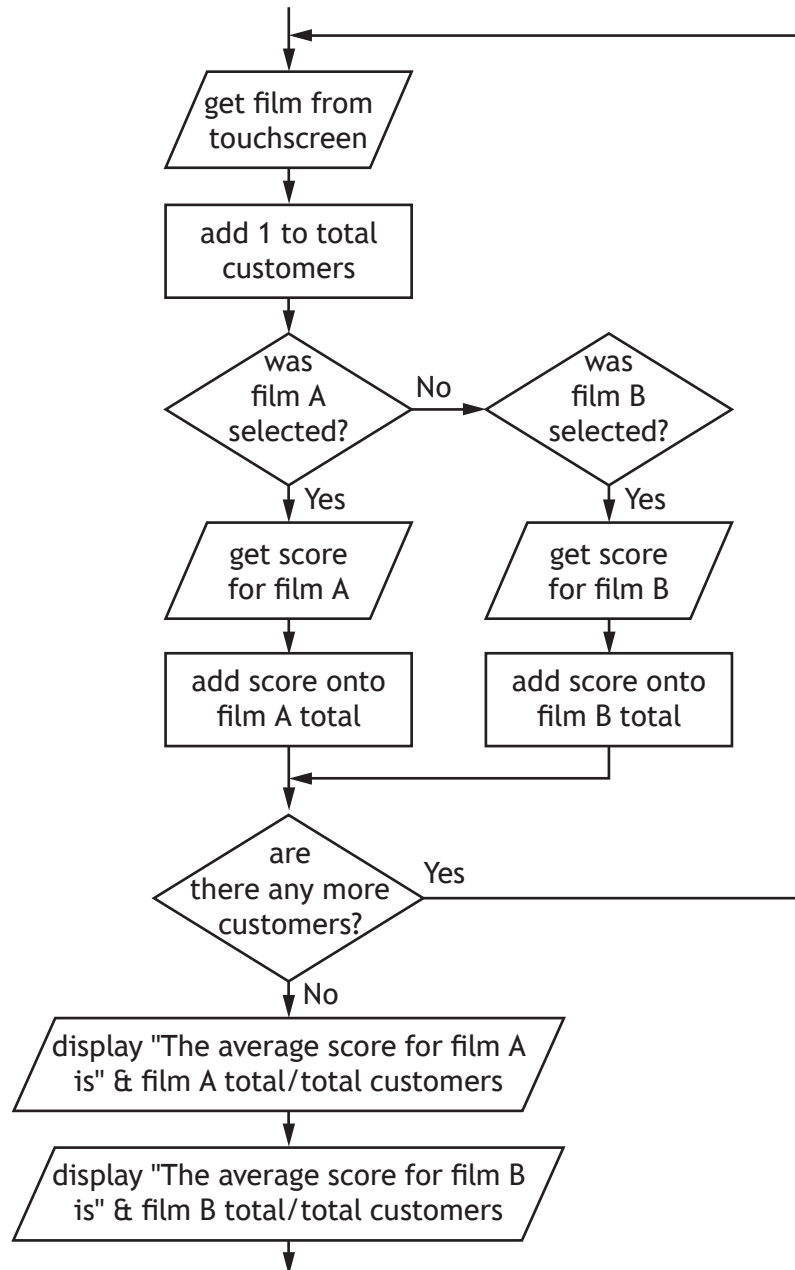 get film from
touchscreen
add 1 to total
customers
was
film A
selected?
No
was
film B
selected?
Yes
Yes
get score
for film A
get score
for film B
add score onto
film A total
add score onto
film B total
are
there any more
customers?
Yes
No
display "The average score for film A
is" & film A total/total customers
display "The average score for film B
is" & film B total/total customers